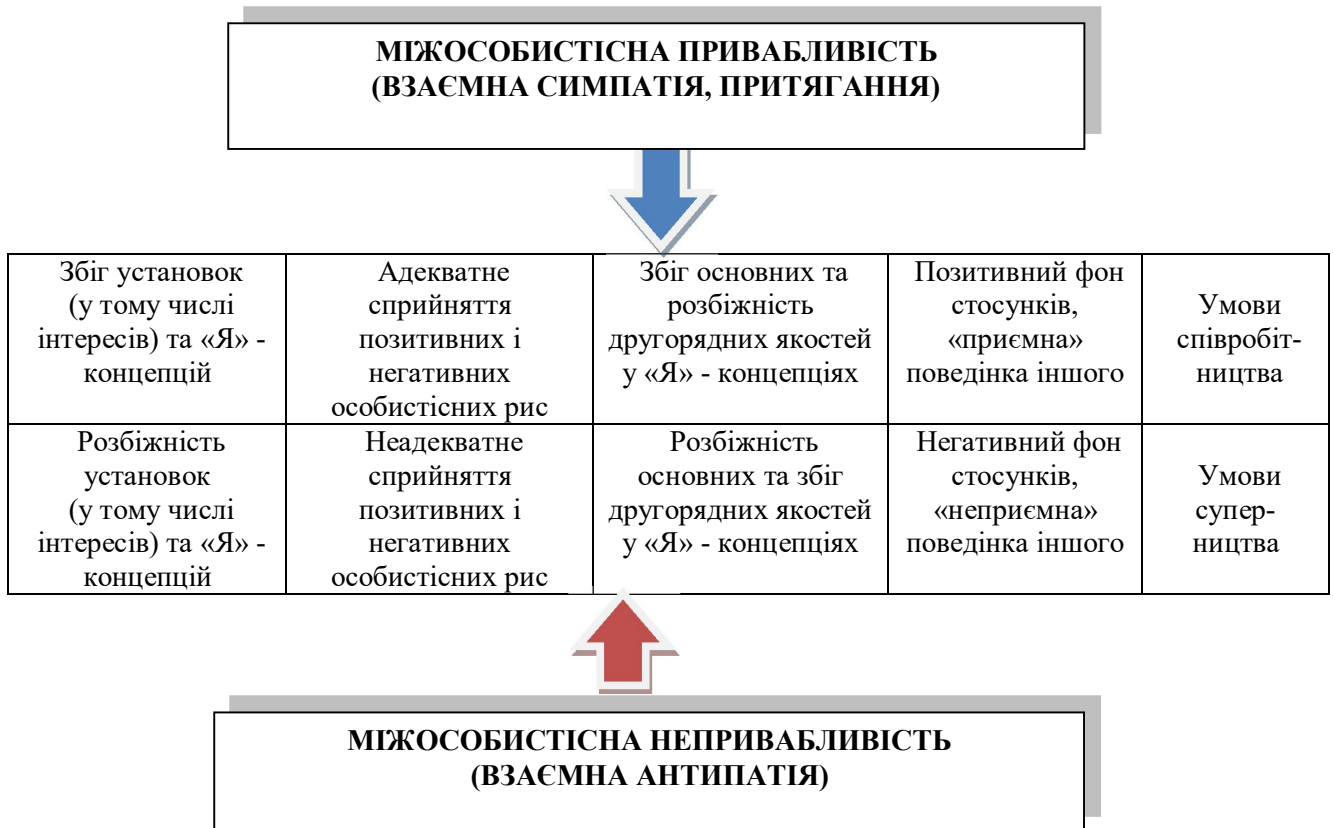 МІЖОСОБИСТІСНА ПРИВАБЛИВІСТЬ
(ВЗАЄМНА СИМПАТІЯ, ПРИТЯГАННЯ)
Збіг установок
(у тому числі
інтересів) та «Я» -
концепцій
Адекватне
сприйняття
позитивних і
негативних
особистісних рис
Збіг основних та
розбіжність
другорядних якостей
у «Я» - концепціях
Позитивний фон
стосунків,
«приємна»
поведінка іншого
Умови
співробіт-
ництва
Розбіжність
установок
(у тому числі
інтересів) та «Я» -
концепцій
Неадекватне
сприйняття
позитивних і
негативних
особистісних рис
Розбіжність
основних та збіг
другорядних якостей
у «Я» - концепціях
Негативний фон
стосунків,
«неприємна»
поведінка іншого
Умови
супер-
ництва
МІЖОСОБИСТІСНА НЕПРИВАБЛИВІСТЬ
(ВЗАЄМНА АНТИПАТІЯ)